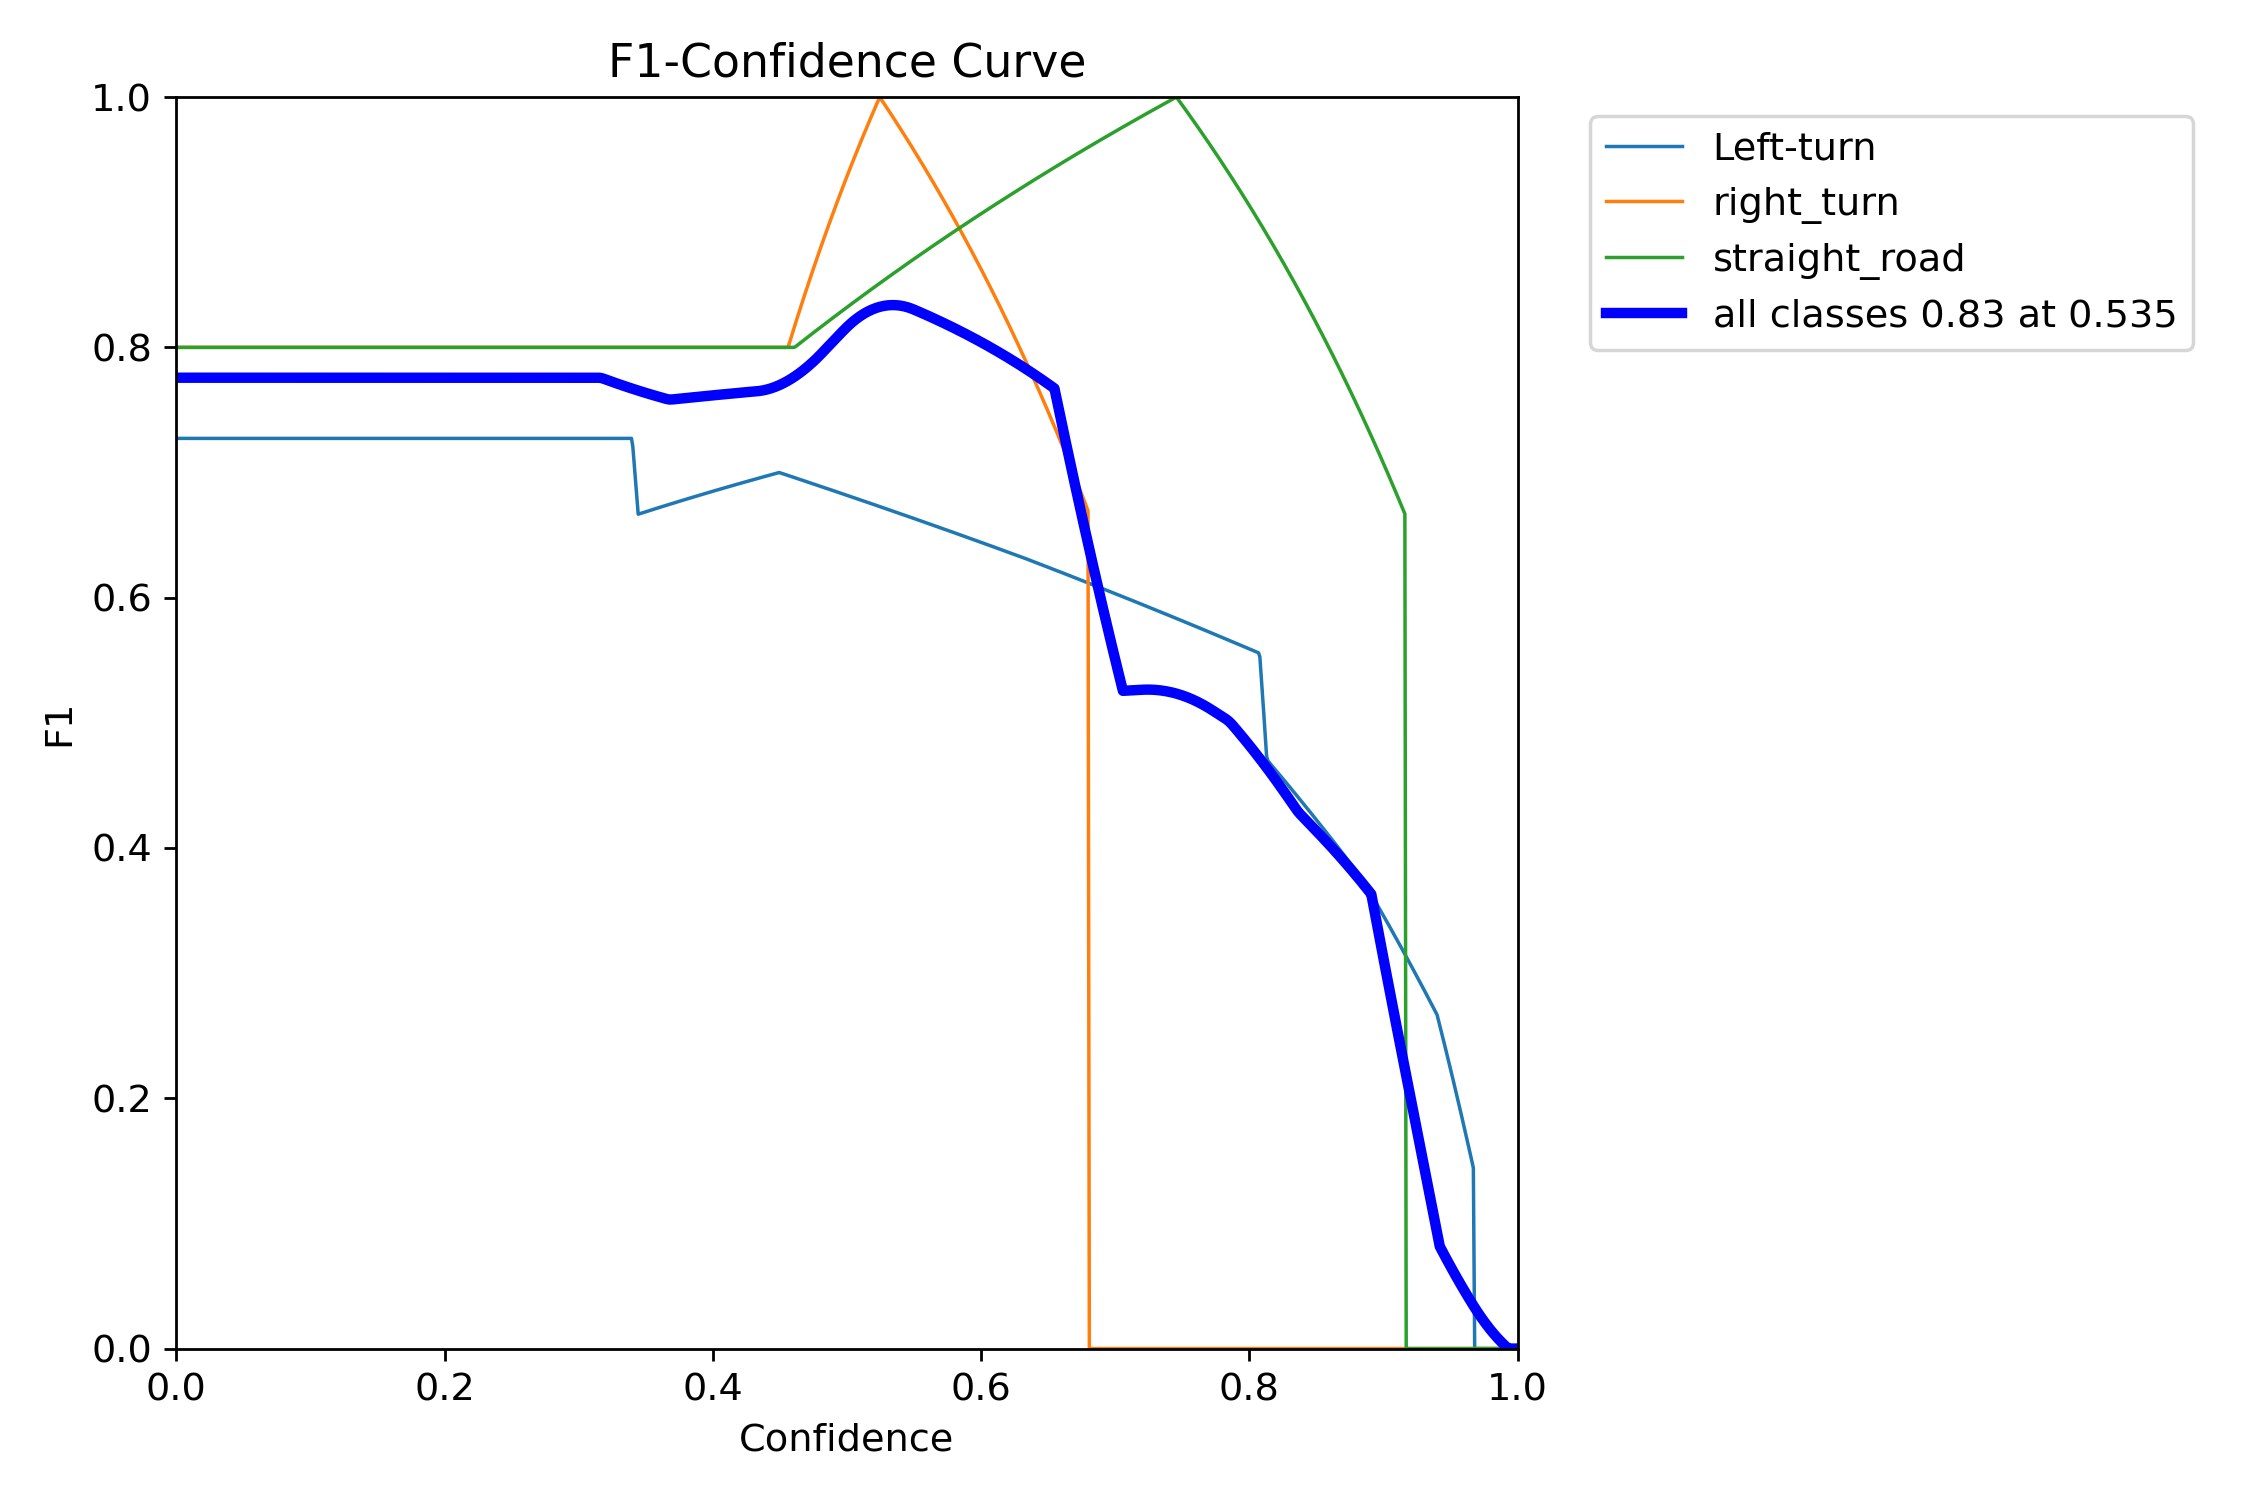 F1-Confidence Curve
1.0
0.8
0.6
0.4
0.2
0.0
F1
0.0 0.2 0.4 0.6 0.8 1.0
Confidence
Left-turn
right_turn
straight_road
all classes 0.83 at 0.535